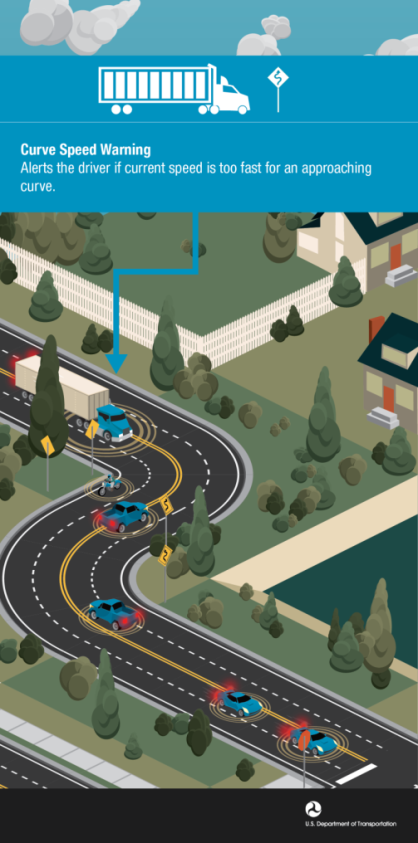 Curve Speed Warning
Alerts the driver if current speed is too fast for an approaching
curve.
U.S. Department of Transportation